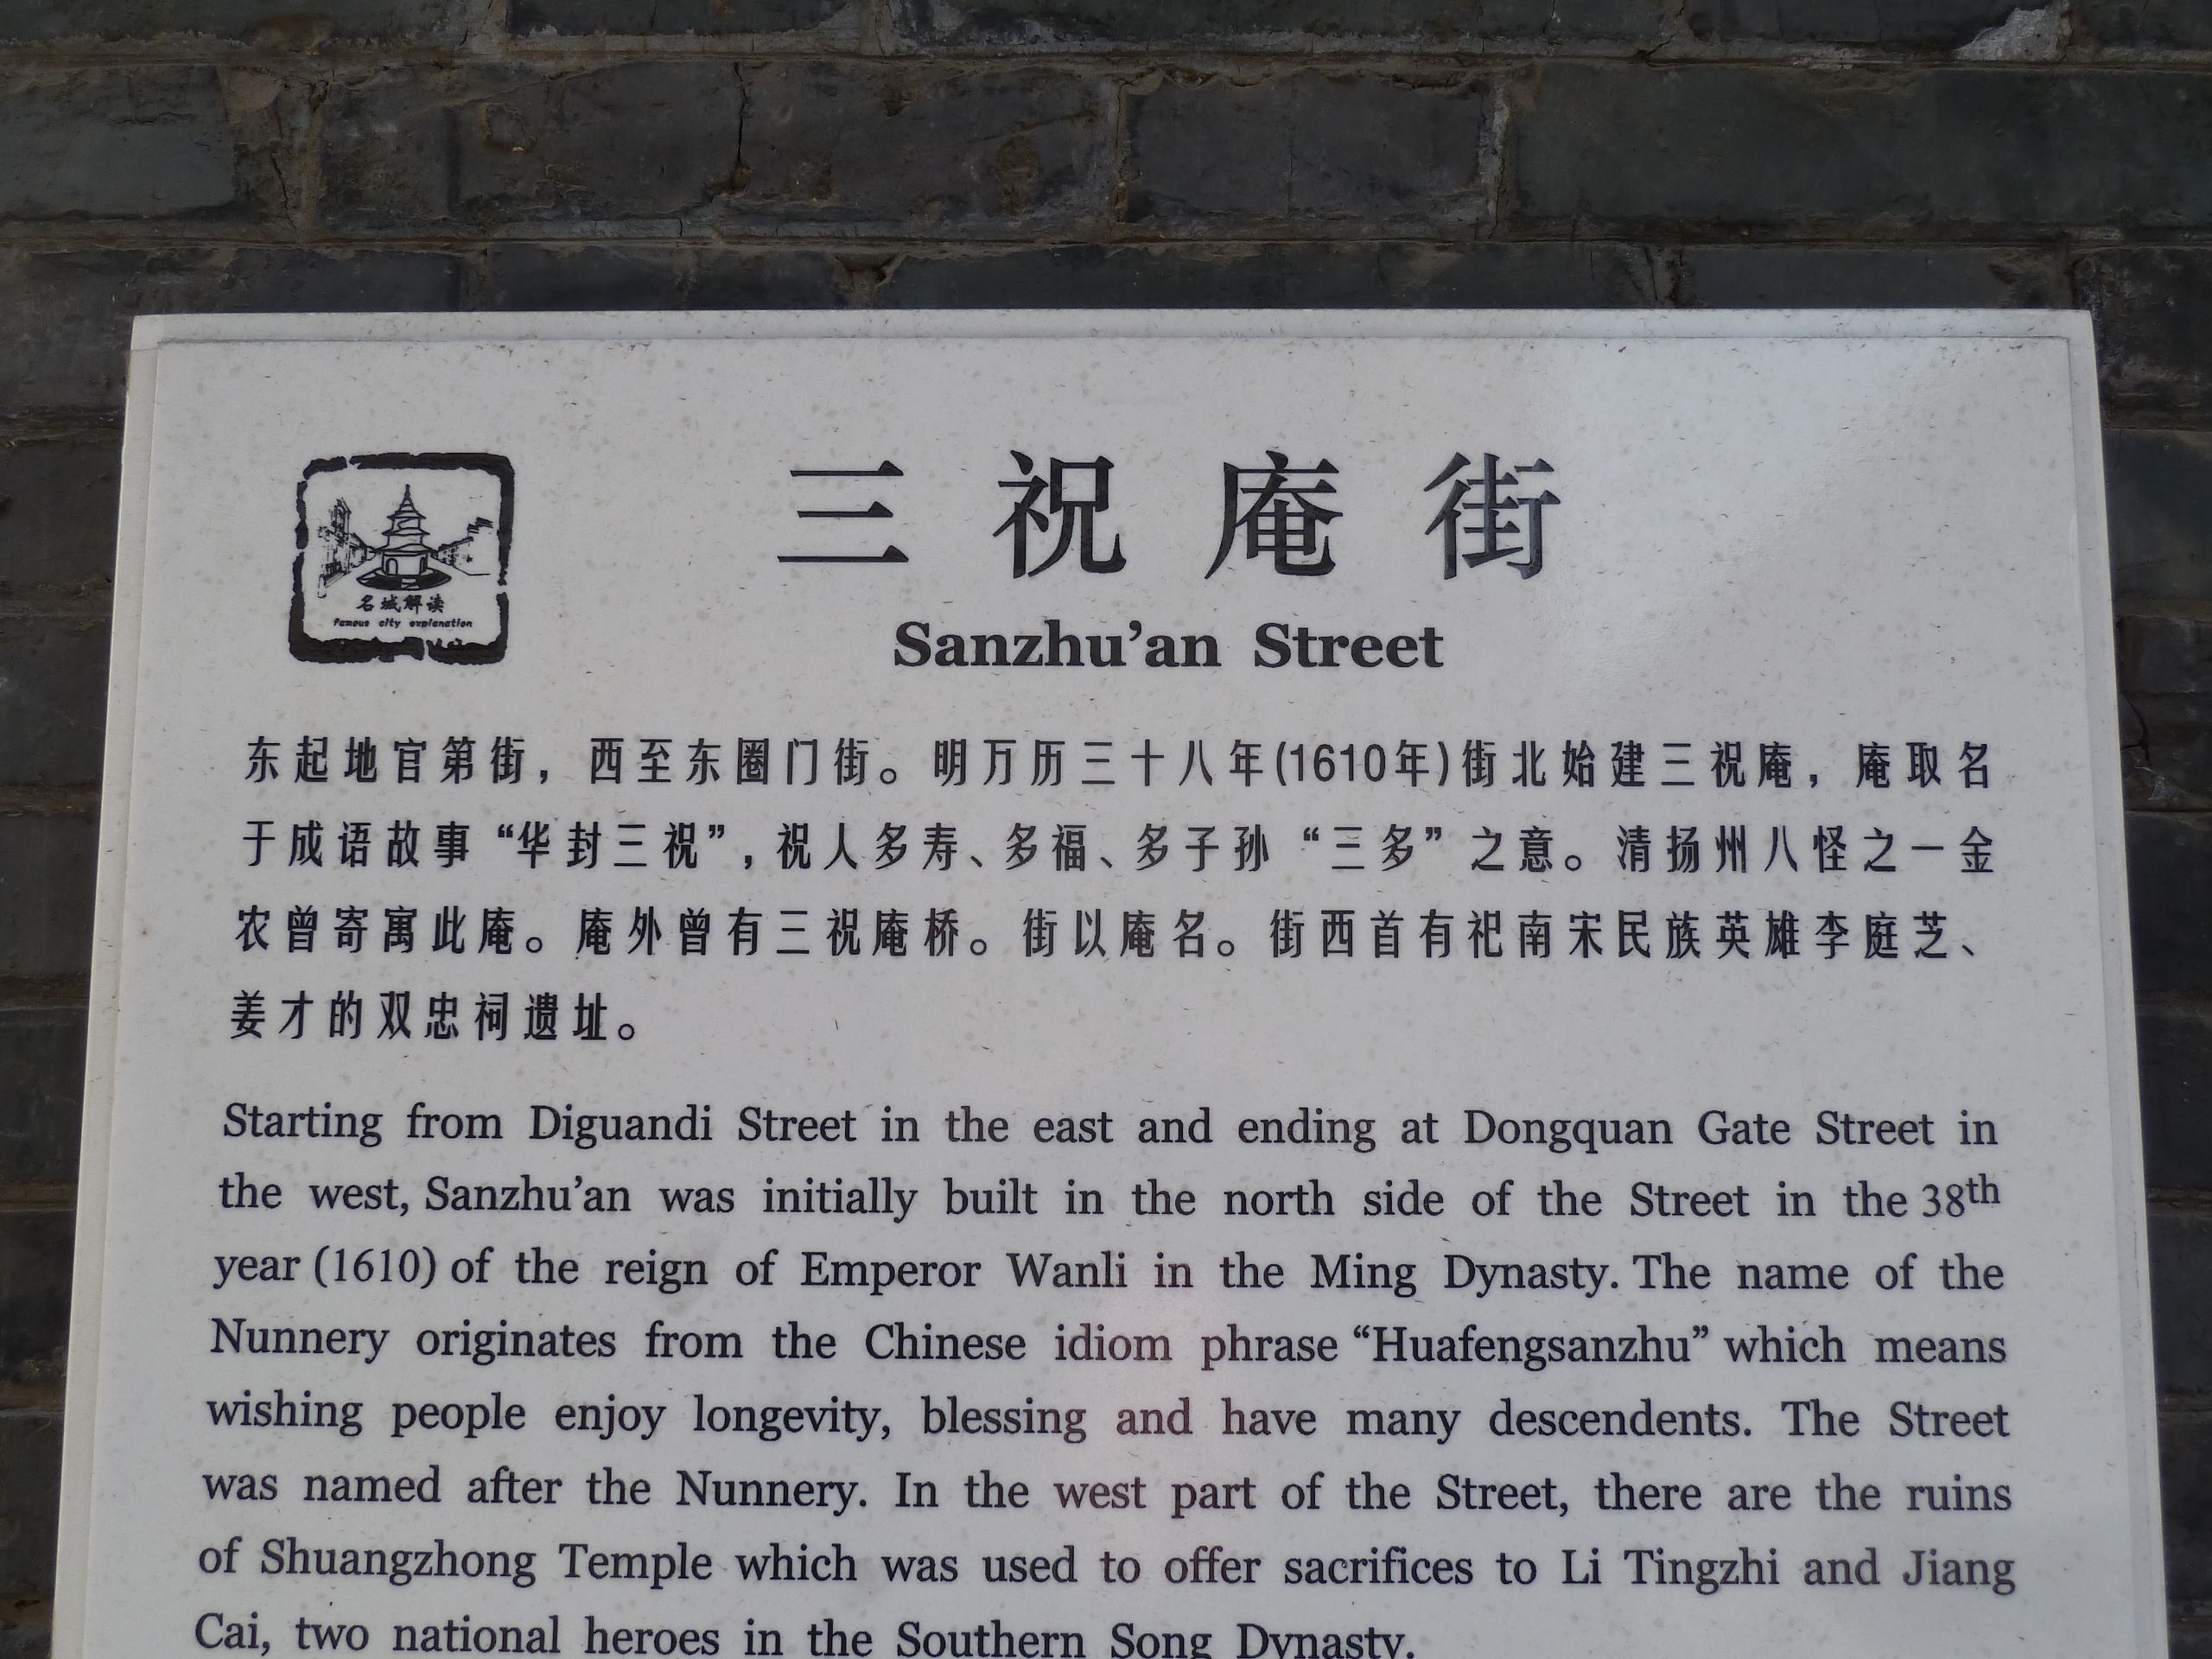 三祝庵街
名城解读
famous city explanation
Sanzhu’an Street
东起地官第街，西至东圈门街。明万历三十八年(1610年)街北始建三祝庵，庵取名
于成语故事“华封三祝”，祝人多寿、多福、多子孙“三多”之意。清扬州八怪之一金
农曾寄寓此庵。庵外曾有三祝庵桥。街以庵名。街西首有祀南宋民族英雄李庭芝、
姜才的双忠祠遗址。
Starting from Diguandi Street in the east and ending at Dongquan Gate Street in
the west, Sanzhu’an was initially built in the north side of the Street in the 38th
year (1610) of the reign of Emperor Wanli in the Ming Dynasty. The name of the
Nunnery originates from the Chinese idiom phrase “Huafengsanzhu” which means
wishing people enjoy longevity, blessing and have many descendents. The Street
was named after the Nunnery. In the west part of the Street, there are the ruins
of Shuangzhong Temple which was used to offer sacrifices to Li Tingzhi and Jiang
Cai, two national heroes in the Southern Song Dynasty.